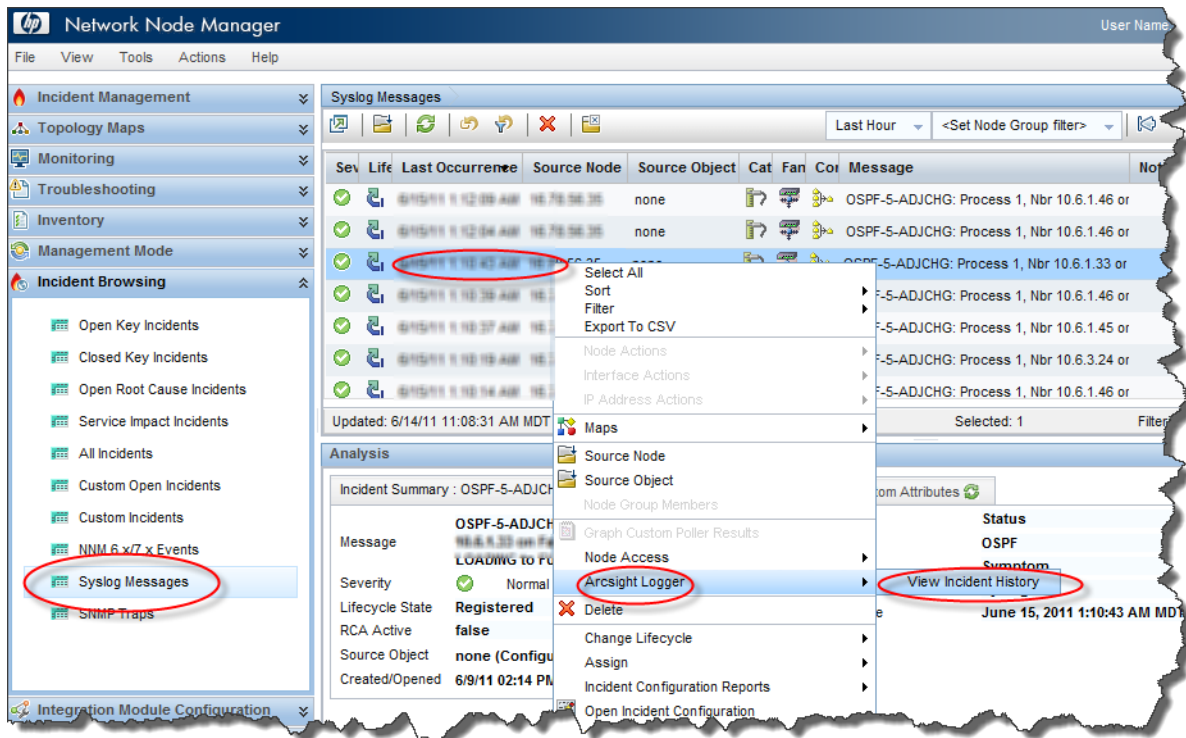 hp Network Node Manager User Name
File View Tools Actions Help
Incident Management
Topology Maps
Monitoring
Troubleshooting
Inventory
Management Mode
Incident Browsing
Open Key Incidents
Closed Key Incidents
Open Root Cause Incidents
Service Impact Incidents
All Incidents
Custom Open Incidents
Custom Incidents
NNM 6.x/7.x Events
Syslog Messages
SNMP Traps
Integration Module Configuration
Syslog Messages
Last Hour <Set Node Group filter>
Sev Life Last Occurrence Source Node Source Object Cat Fam Cor Message Not
none OSPF-5-ADJCHG: Process 1, Nbr 10.6.1.46 or
none OSPF-5-ADJCHG: Process 1, Nbr 10.6.1.46 or
OSPF-5-ADJCHG: Process 1, Nbr 10.6.1.33 or
F-5-ADJCHG: Process 1, Nbr 10.6.1.46 or
F-5-ADJCHG: Process 1, Nbr 10.6.1.45 or
F-5-ADJCHG: Process 1, Nbr 10.6.3.24 or
F-5-ADJCHG: Process 1, Nbr 10.6.1.46 or
Updated: 6/14/11 11:08:31 AM MDT Selected: 1 Filter
Select All
Sort
Filter
Export To CSV
Node Actions
Interface Actions
IP Address Actions
Maps
Source Node
Source Object
Node Group Members
Graph Custom Poller Results
Node Access
Arcsight Logger
View Incident History
Delete
Change Lifecycle
Assign
Incident Configuration Reports
Open Incident Configuration
Analysis
Incident Summary : OSPF-5-ADJCH
tom Attributes
Message OSPF-5-ADJCH
LOADING to FU
Severity Normal
Lifecycle State Registered
RCA Active false
Source Object none (Configu
Created/Opened 6/9/11 02:14 PM
Status
OSPF
Symptom
e June 15, 2011 1:10:43 AM MDT